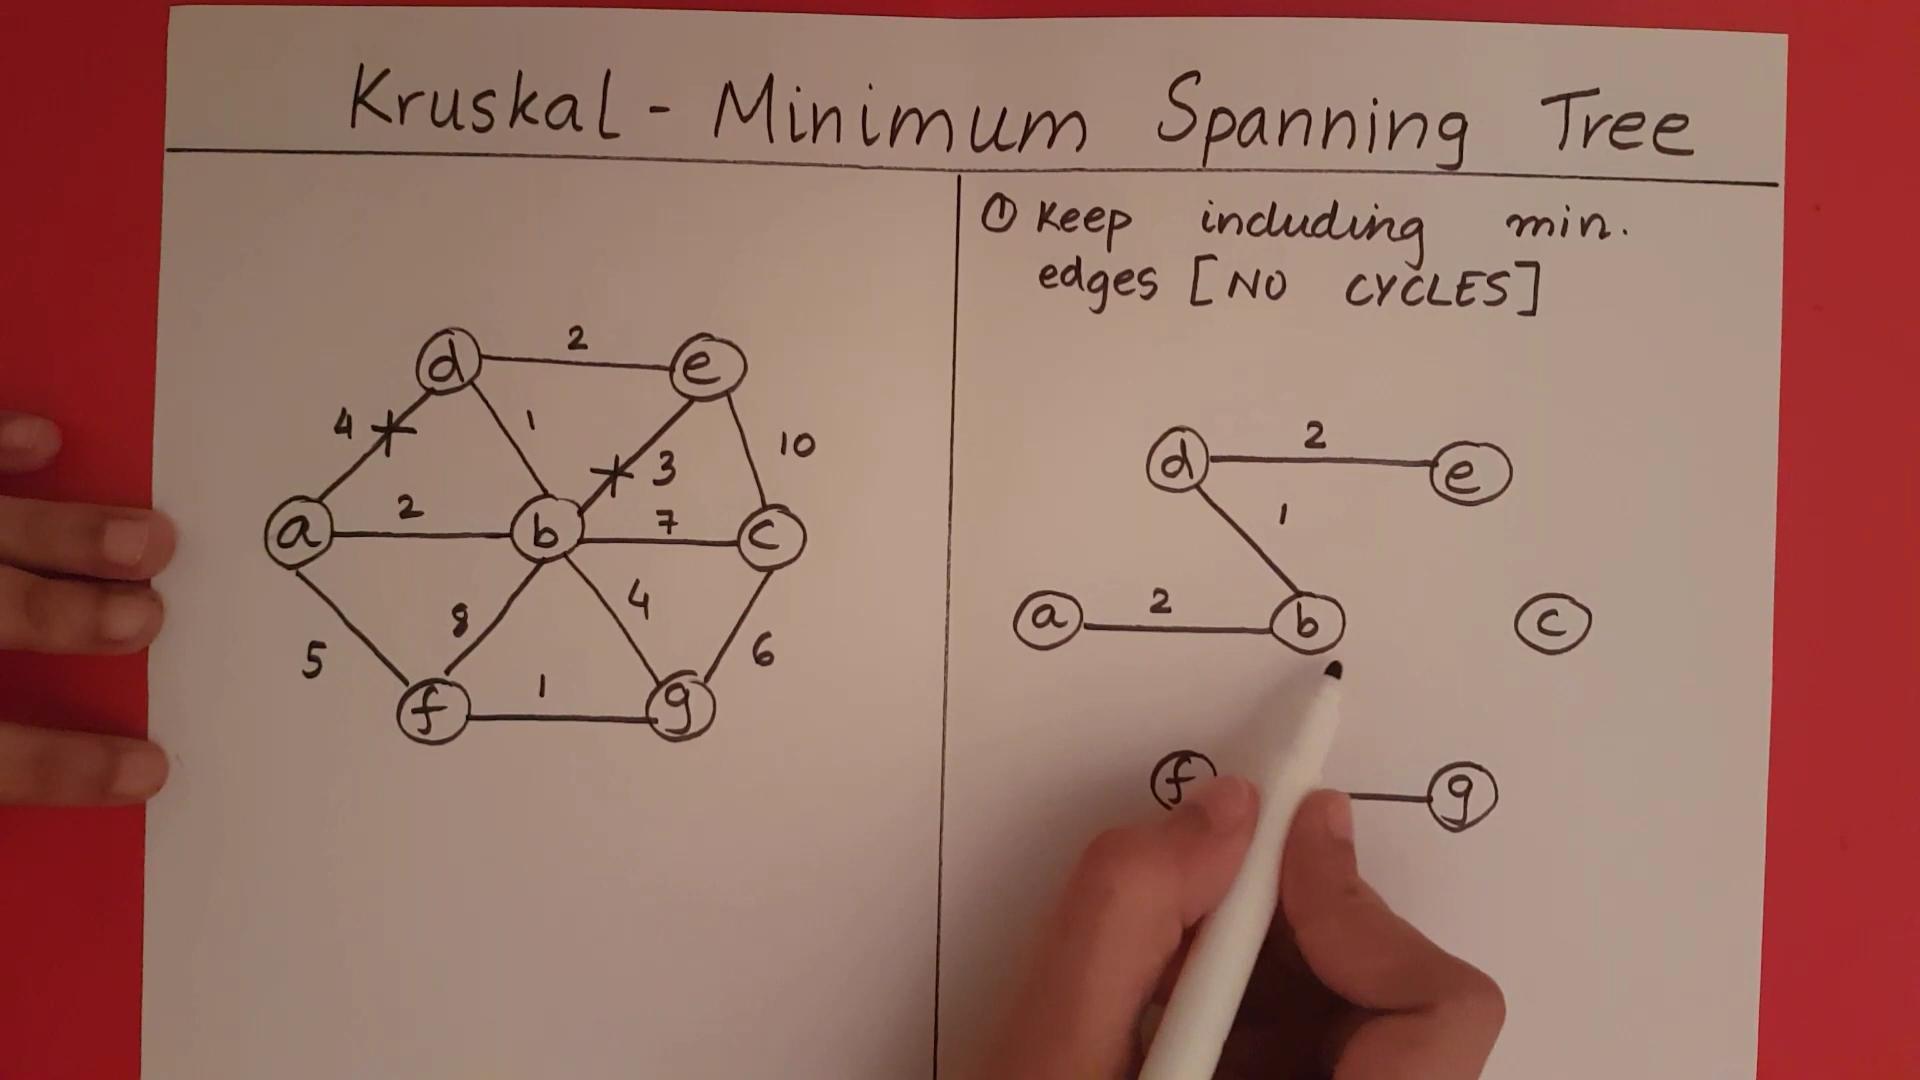 Kruskal - Minimum Spanning Tree
① Keep including min.
edges [NO CYCLES]
d 2 e
4 1 3 10
a 2 b 7 c
5 8 4 6
f 1 g
d 2 e
1
a 2 b c
f g